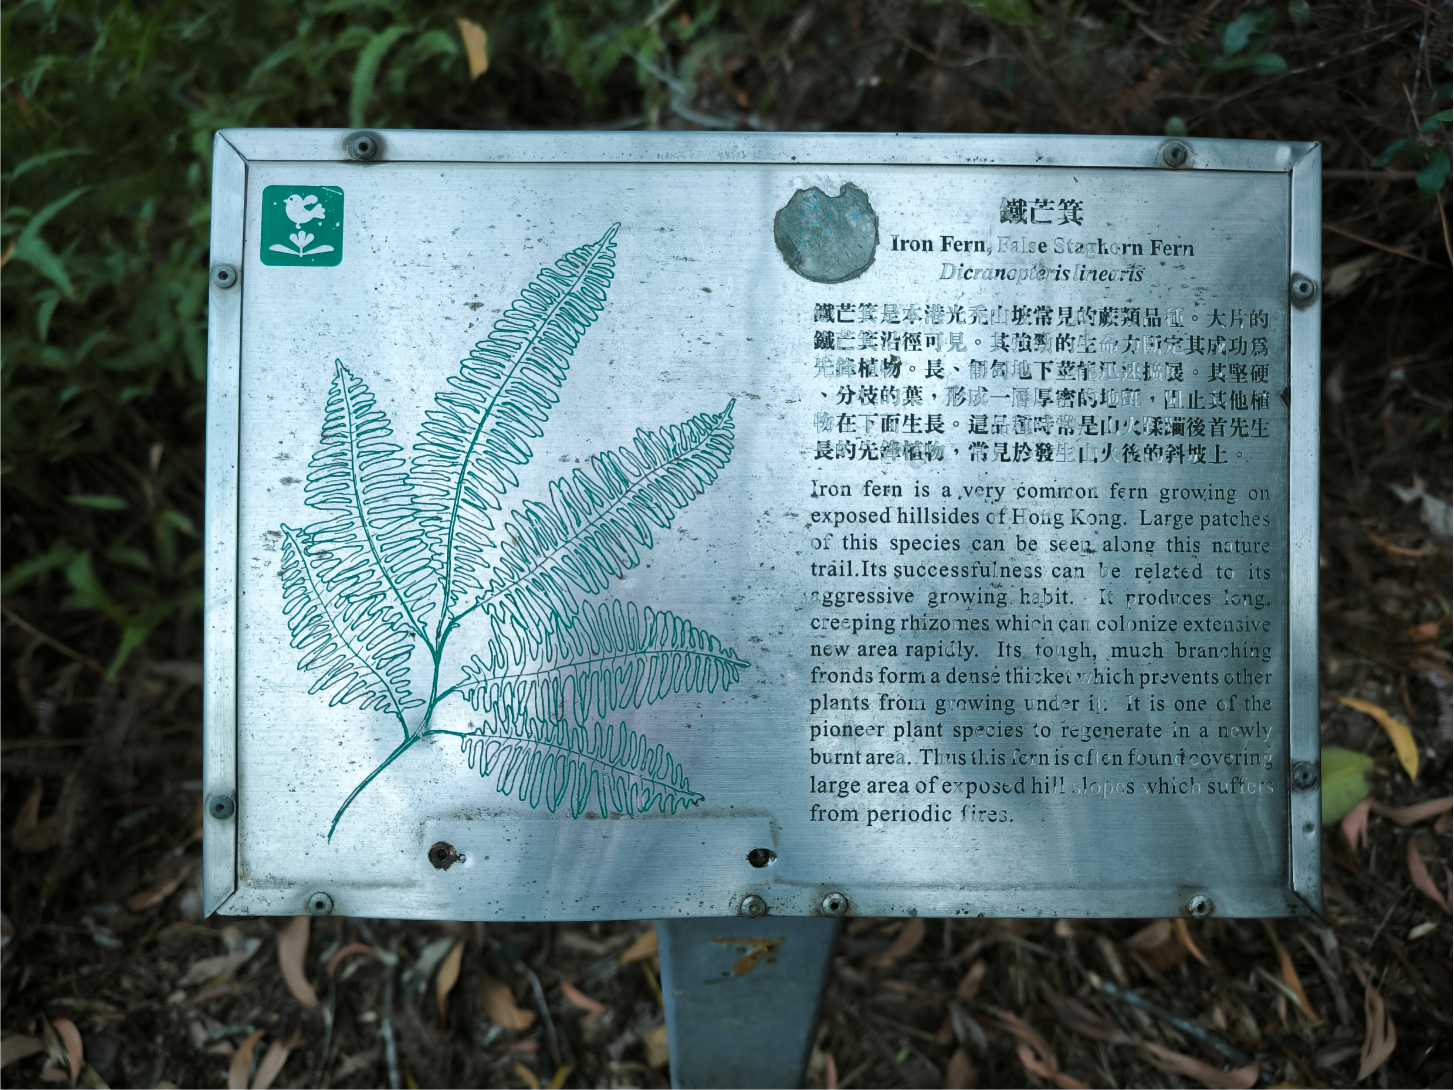 鐵芒箕
Iron Fern, False Staghorn Fern
Dicranopteris linearis
鐵芒箕是本港光禿山坡常見的蕨類品種。大片的
鐵芒箕沿徑可見。其強勁的生命力斷定其成功為
先鋒植物。長、匍匐地下莖能迅速擴展。其堅硬
、分枝的葉，形成一層厚密的地面，阻止其他植
物在下面生長。這品種時常是山火蹂躪後首先生
長的先鋒植物，常見於發生山火後的斜坡上。
Iron fern is a very common fern growing on
exposed hillsides of Hong Kong. Large patches
of this species can be seen along this nature
trail. Its successfulness can be related to its
aggressive growing habit. It produces long,
creeping rhizomes which can colonize extensive
new area rapidly. Its tough, much branching
fronds form a dense thicket which prevents other
plants from growing under it. It is one of the
pioneer plant species to regenerate in a newly
burnt area. Thus this fern is often found covering
large area of exposed hill slopes which suffers
from periodic fires.